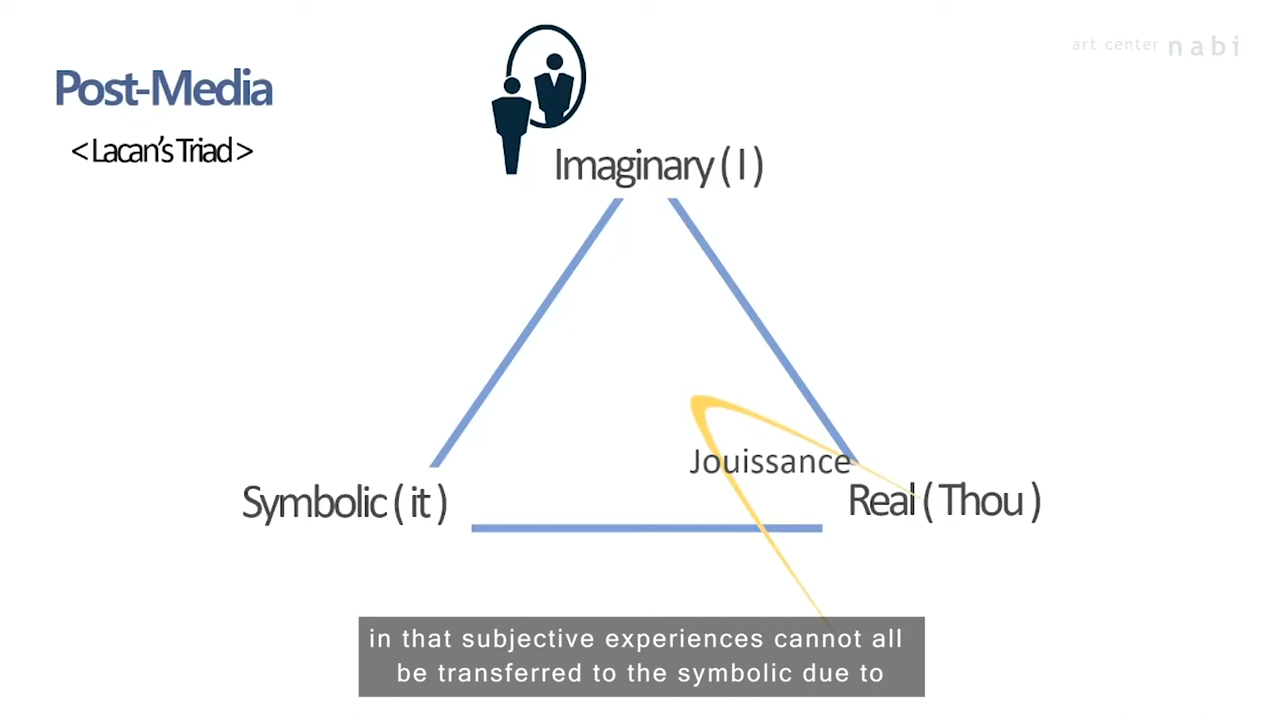 art center nabi
Post-Media
< Lacan's Triad >
Imaginary ( I )
Jouissance
Symbolic ( it )
Real ( Thou )
in that subjective experiences cannot all
be transferred to the symbolic due to